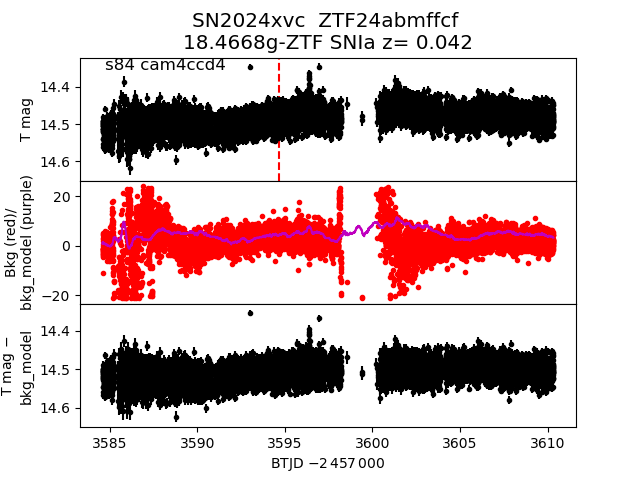 SN2024xvc  ZTF24abmffcf
18.4668g-ZTF SNIa z= 0.042
s84 cam4ccd4
14.4
14.5
14.6
T mag
20
0
−20
Bkg (red)/
bkg_model (purple)
14.4
14.5
14.6
T mag −
bkg_model
3585 3590 3595 3600 3605 3610
BTJD −2 457 000